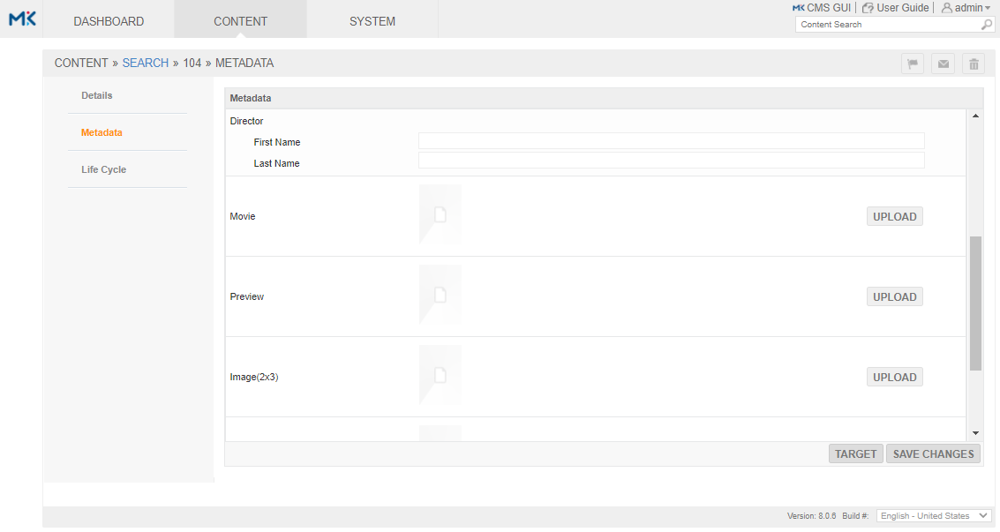 MK CMS GUI | User Guide | admin
DASHBOARD CONTENT SYSTEM
Content Search
CONTENT » SEARCH » 104 » METADATA
Details
Metadata
Life Cycle
Metadata
Director
First Name
Last Name
Movie UPLOAD
Preview UPLOAD
Image(2x3) UPLOAD
TARGET SAVE CHANGES
Version: 8.0.6 Build #: English - United States